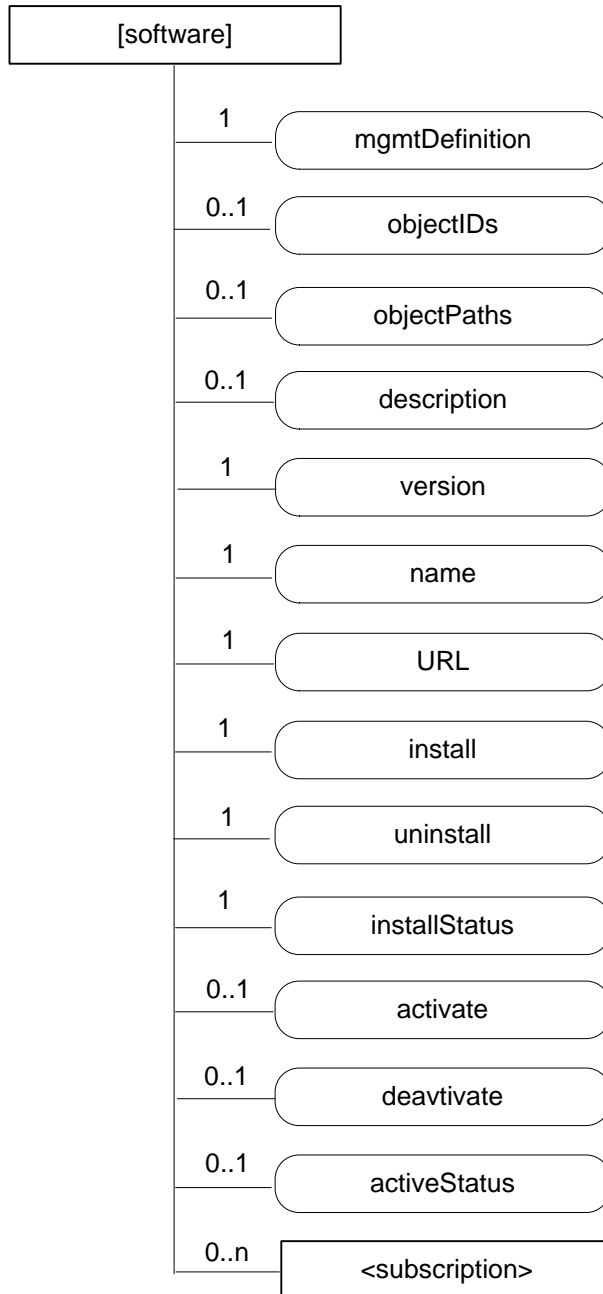 [software]
1
mgmtDefinition
0..1
objectIDs
0..1
objectPaths
0..1
description
1
version
1
name
1
URL
1
install
1
uninstall
1
installStatus
0..1
activate
0..1
deavtivate
0..1
activeStatus
0..n
<subscription>